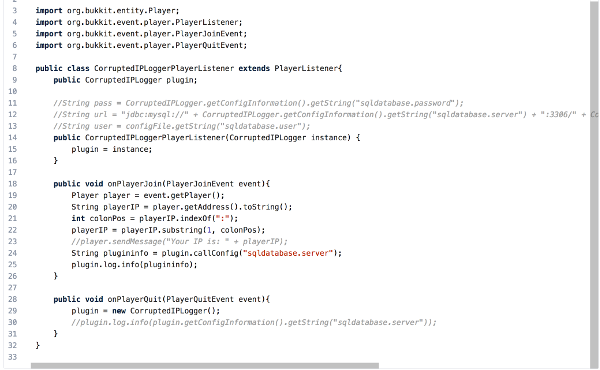 3 import org.bukkit.entity.Player;
4 import org.bukkit.event.player.PlayerListener;
5 import org.bukkit.event.player.PlayerJoinEvent;
6 import org.bukkit.event.player.PlayerQuitEvent;
7
8 public class CorruptedIPLoggerPlayerListener extends PlayerListener{
9 public CorruptedIPLogger plugin;
10
11 //String pass = CorruptedIPLogger.getConfigInformation().getString("sqldatabase.password");
12 //String url = "jdbc:mysql://" + CorruptedIPLogger.getConfigInformation().getString("sqldatabase.server") + ":3306/" + Co
13 //String user = configFile.getString("sqldatabase.user");
14 public CorruptedIPLoggerPlayerListener(CorruptedIPLogger instance) {
15 plugin = instance;
16 }
17
18 public void onPlayerJoin(PlayerJoinEvent event){
19 Player player = event.getPlayer();
20 String playerIP = player.getAddress().toString();
21 int colonPos = playerIP.indexOf(":");
22 playerIP = playerIP.substring(1, colonPos);
23 //player.sendMessage("Your IP is: " + playerIP);
24 String plugininfo = plugin.callConfig("sqldatabase.server");
25 plugin.log.info(plugininfo);
26 }
27
28 public void onPlayerQuit(PlayerQuitEvent event){
29 plugin = new CorruptedIPLogger();
30 //plugin.log.info(plugin.getConfigInformation().getString("sqldatabase.server"));
31 }
32 }
33